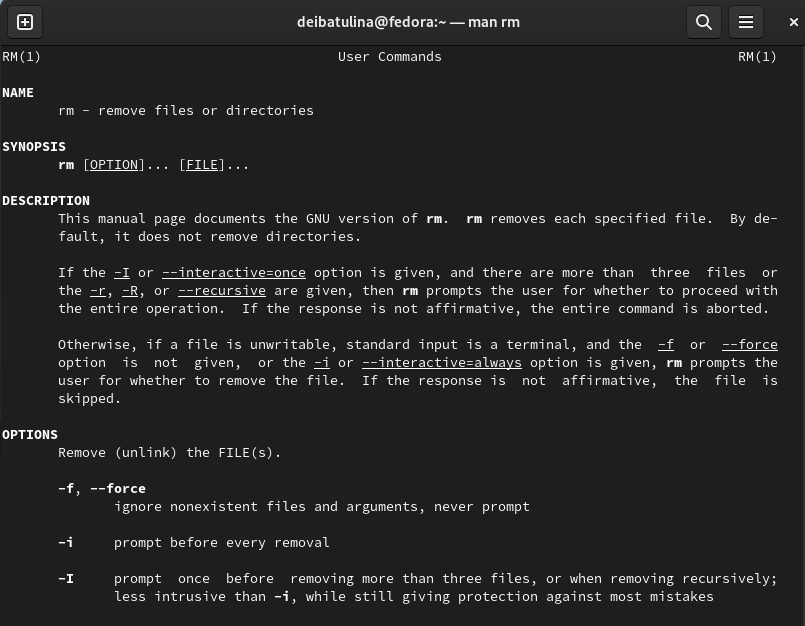 deibatulina@fedora:~ — man rm
RM(1) User Commands RM(1)
NAME
rm - remove files or directories
SYNOPSIS
rm [OPTION]... [FILE]...
DESCRIPTION
This manual page documents the GNU version of rm. rm removes each specified file. By de-
fault, it does not remove directories.
If the -I or --interactive=once option is given, and there are more than three files or
the -r, -R, or --recursive are given, then rm prompts the user for whether to proceed with
the entire operation. If the response is not affirmative, the entire command is aborted.
Otherwise, if a file is unwritable, standard input is a terminal, and the -f or --force
option is not given, or the -i or --interactive=always option is given, rm prompts the
user for whether to remove the file. If the response is not affirmative, the file is
skipped.
OPTIONS
Remove (unlink) the FILE(s).
-f, --force
ignore nonexistent files and arguments, never prompt
-i prompt before every removal
-I prompt once before removing more than three files, or when removing recursively;
less intrusive than -i, while still giving protection against most mistakes